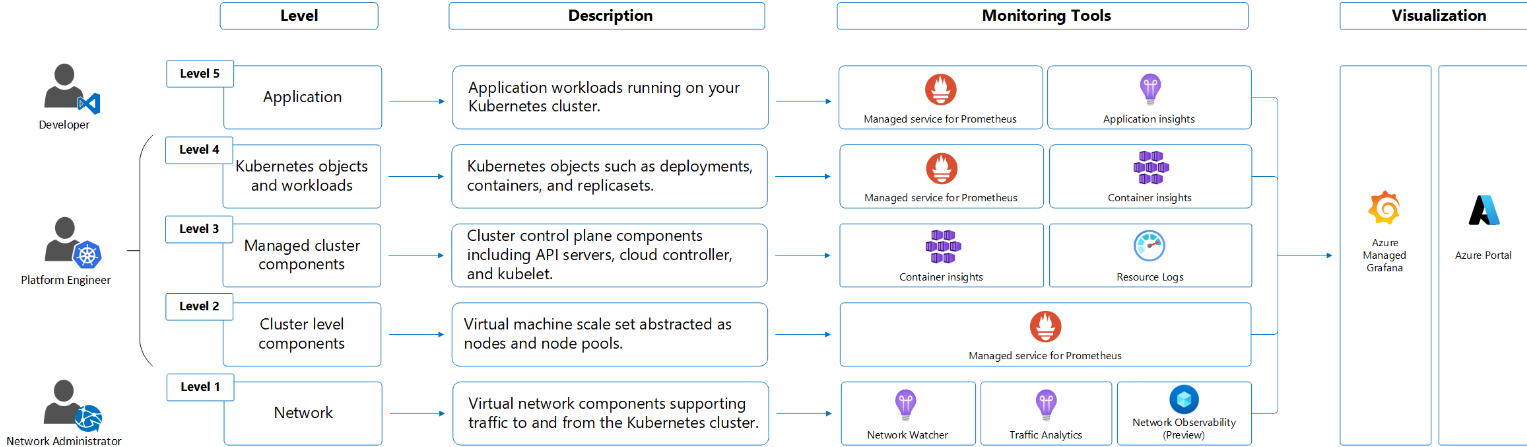 Level
Description
Monitoring Tools
Visualization
Developer
Level 5
Application
Application workloads running on your
Kubernetes cluster.
Managed service for Prometheus
Application insights
Level 4
Kubernetes objects
and workloads
Kubernetes objects such as deployments,
containers, and replicasets.
Managed service for Prometheus
Container insights
Platform Engineer
Level 3
Managed cluster
components
Cluster control plane components
including API servers, cloud controller,
and kubelet.
Container insights
Resource Logs
Level 2
Cluster level
components
Virtual machine scale set abstracted as
nodes and node pools.
Managed service for Prometheus
Network Administrator
Level 1
Network
Virtual network components supporting
traffic to and from the Kubernetes cluster.
Network Watcher
Traffic Analytics
Network Observability
(Preview)
Azure
Managed
Grafana
Azure Portal